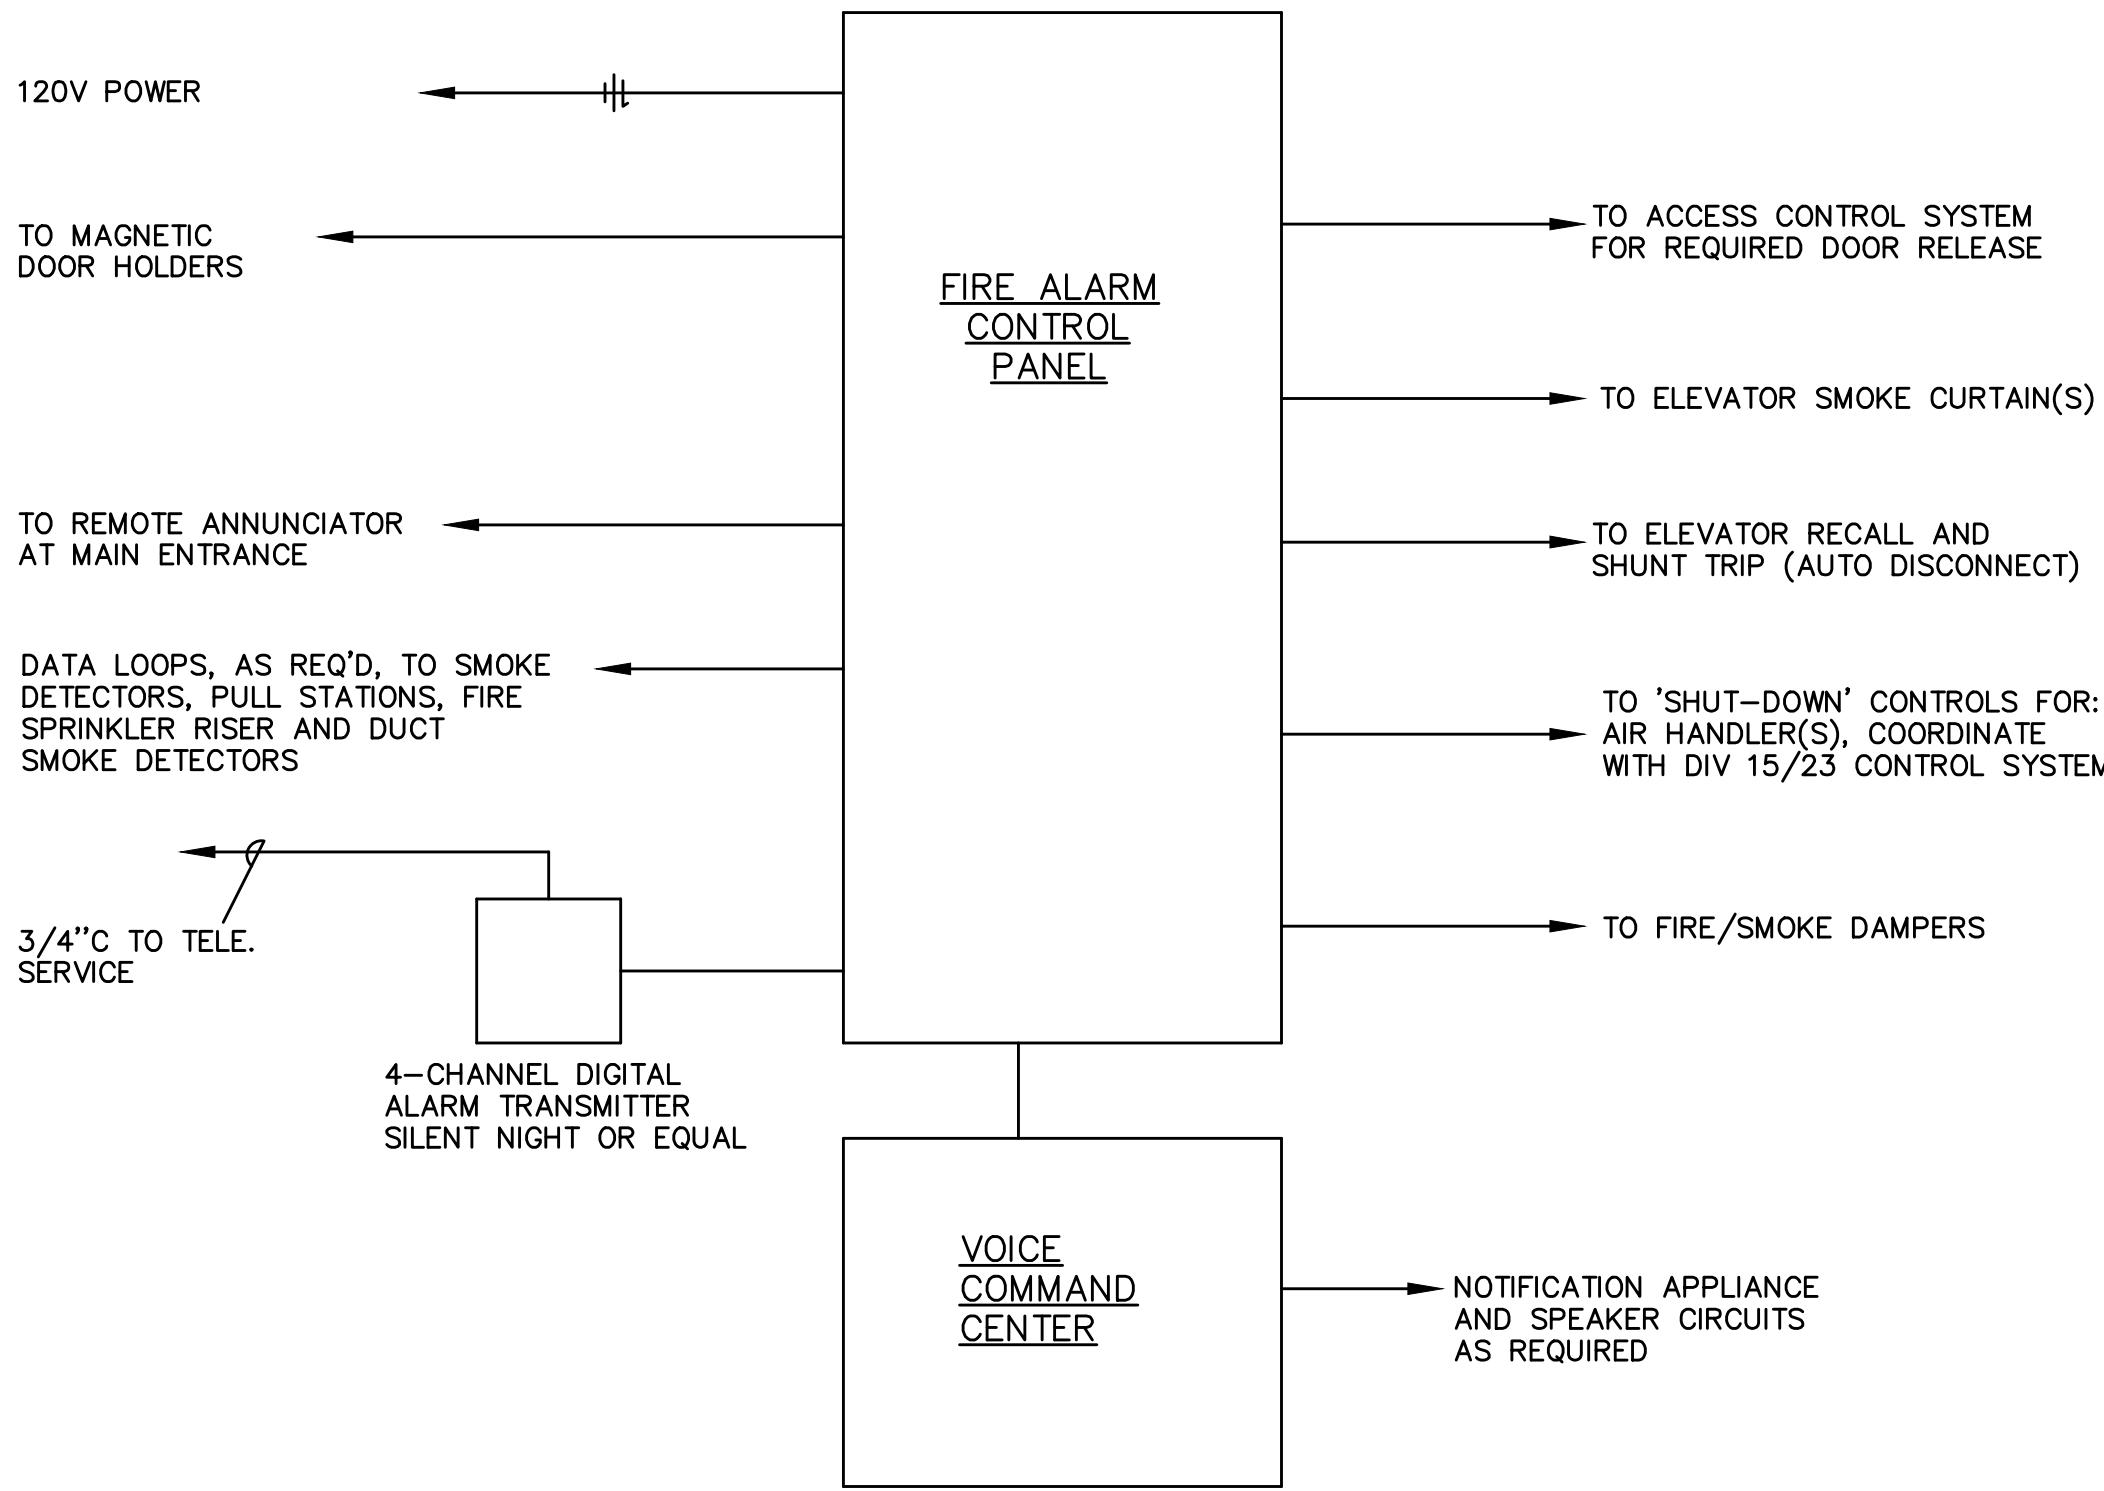 120V POWER
TO MAGNETIC
DOOR HOLDERS
TO REMOTE ANNUNCIATOR
AT MAIN ENTRANCE
DATA LOOPS, AS REQ'D, TO SMOKE
DETECTORS, PULL STATIONS, FIRE
SPRINKLER RISER AND DUCT
SMOKE DETECTORS
3/4"C TO TELE.
SERVICE
4-CHANNEL DIGITAL
ALARM TRANSMITTER
SILENT NIGHT OR EQUAL
FIRE ALARM
CONTROL
PANEL
TO ACCESS CONTROL SYSTEM
FOR REQUIRED DOOR RELEASE
TO ELEVATOR SMOKE CURTAIN(S)
TO ELEVATOR RECALL AND
SHUNT TRIP (AUTO DISCONNECT)
TO 'SHUT-DOWN' CONTROLS FOR:
AIR HANDLER(S), COORDINATE
WITH DIV 15/23 CONTROL SYSTEM
TO FIRE/SMOKE DAMPERS
VOICE
COMMAND
CENTER
NOTIFICATION APPLIANCE
AND SPEAKER CIRCUITS
AS REQUIRED